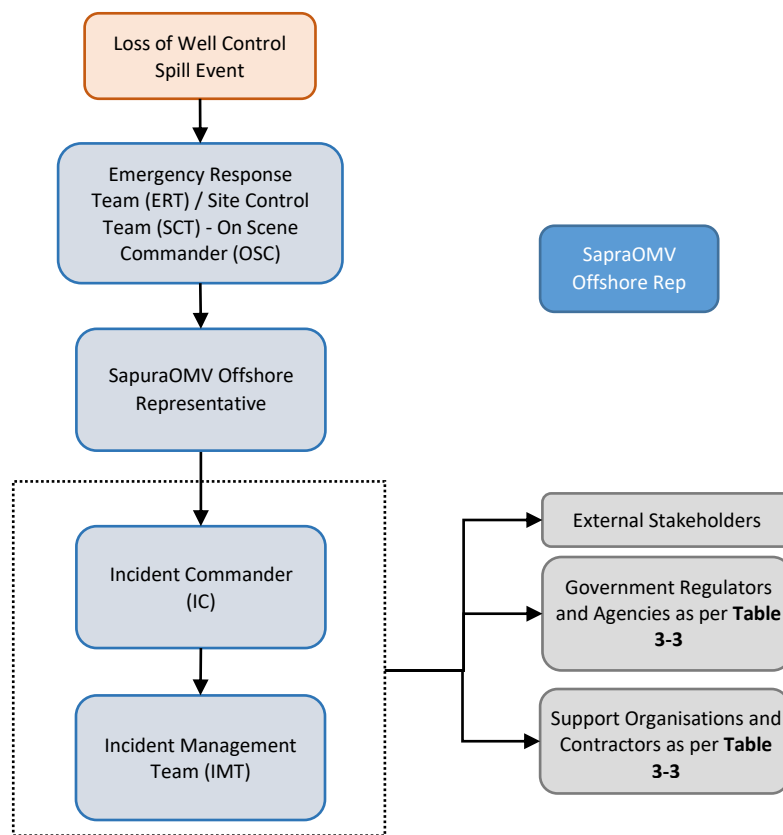 Loss of Well Control
Spill Event
Emergency Response
Team (ERT) / Site Control
Team (SCT) - On Scene
Commander (OSC)
SapraOMV
Offshore Rep
SapuraOMV Offshore
Representative
External Stakeholders
Incident Commander
(IC)
Government Regulators
and Agencies as per Table
3-3
Incident Management
Team (IMT)
Support Organisations and
Contractors as per Table
3-3